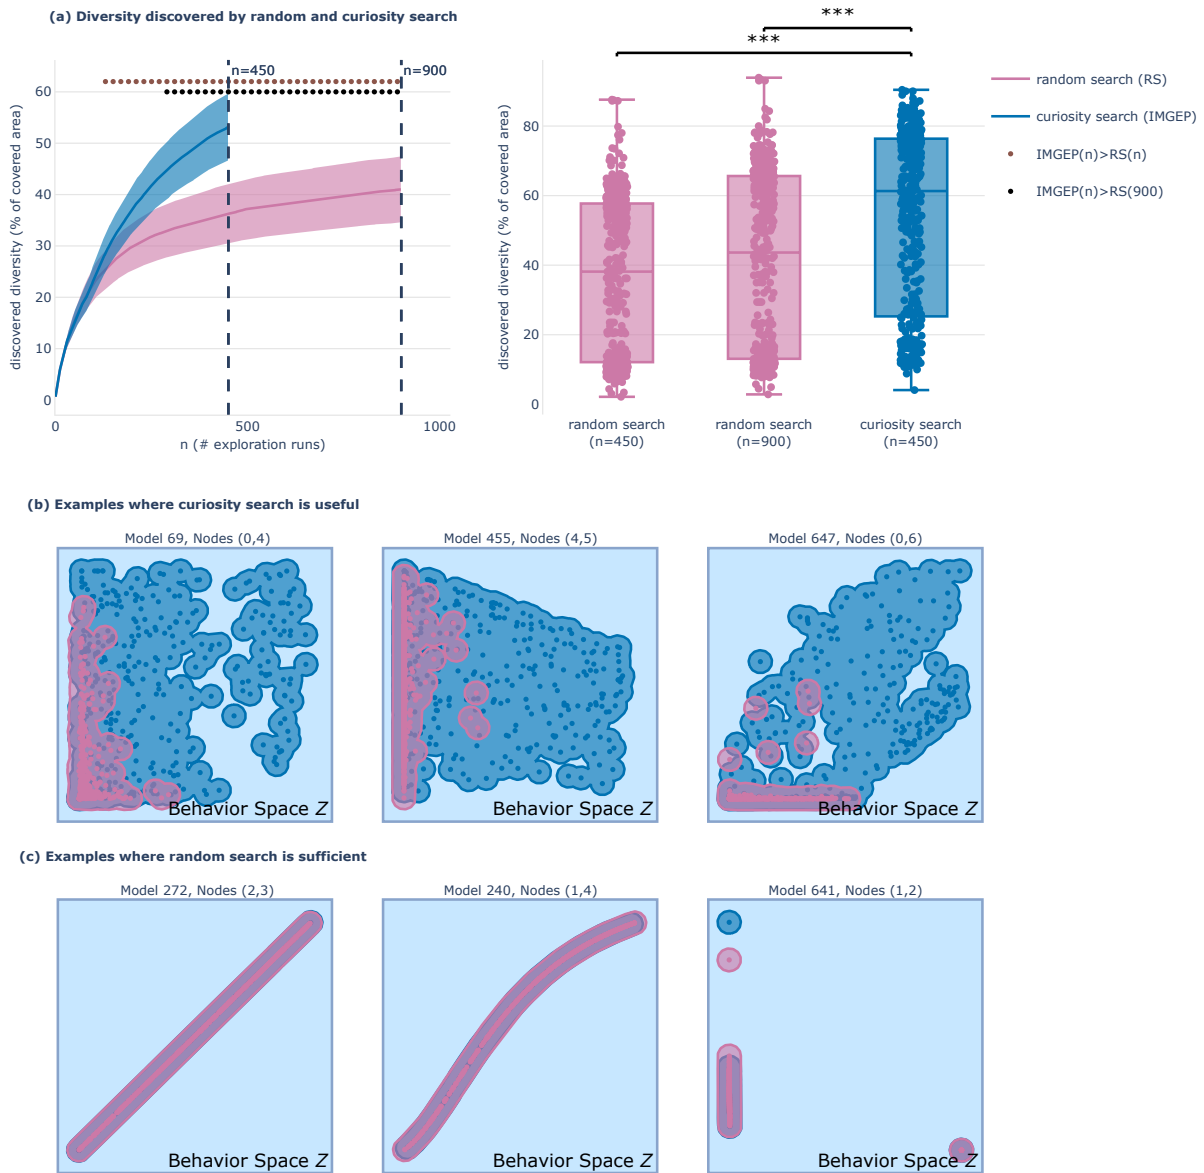 (a) Diversity discovered by random and curiosity search
n=450
n=900
discovered diversity (% of covered area)
60
50
40
30
20
10
0
0
500
1000
n (# exploration runs)
***
***
discovered diversity (% of covered area)
80
60
40
20
0
random search
(n=450)
random search
(n=900)
curiosity search
(n=450)
random search (RS)
curiosity search (IMGEP)
IMGEP(n)>RS(n)
IMGEP(n)>RS(900)
(b) Examples where curiosity search is useful
Model 69, Nodes (0,4)
Behavior Space Z
Model 455, Nodes (4,5)
Behavior Space Z
Model 647, Nodes (0,6)
Behavior Space Z
(c) Examples where random search is sufficient
Model 272, Nodes (2,3)
Behavior Space Z
Model 240, Nodes (1,4)
Behavior Space Z
Model 641, Nodes (1,2)
Behavior Space Z